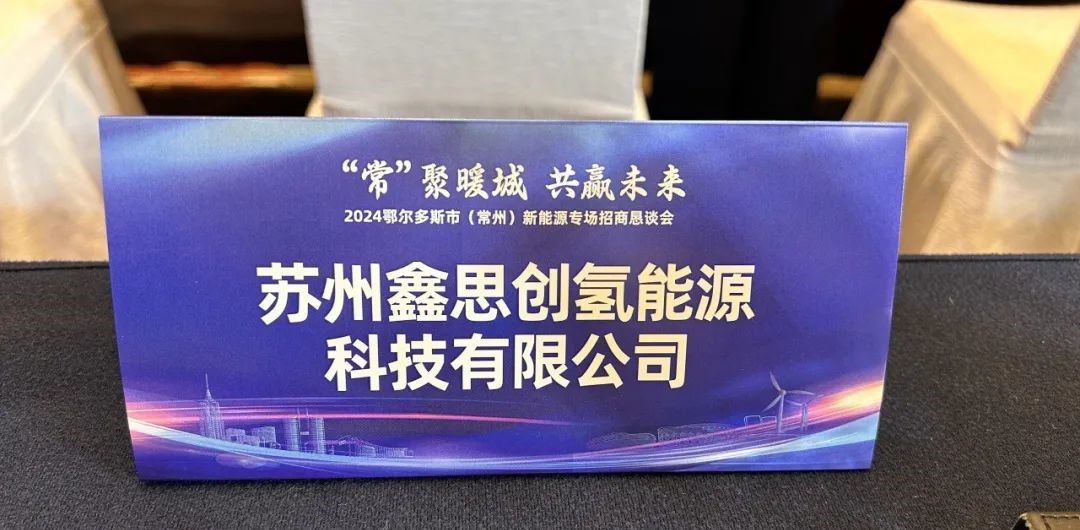 “常”聚暖城 共赢未来
2024鄂尔多斯市（常州）新能源专场招商恳谈会
苏州鑫思创氢能源
科技有限公司